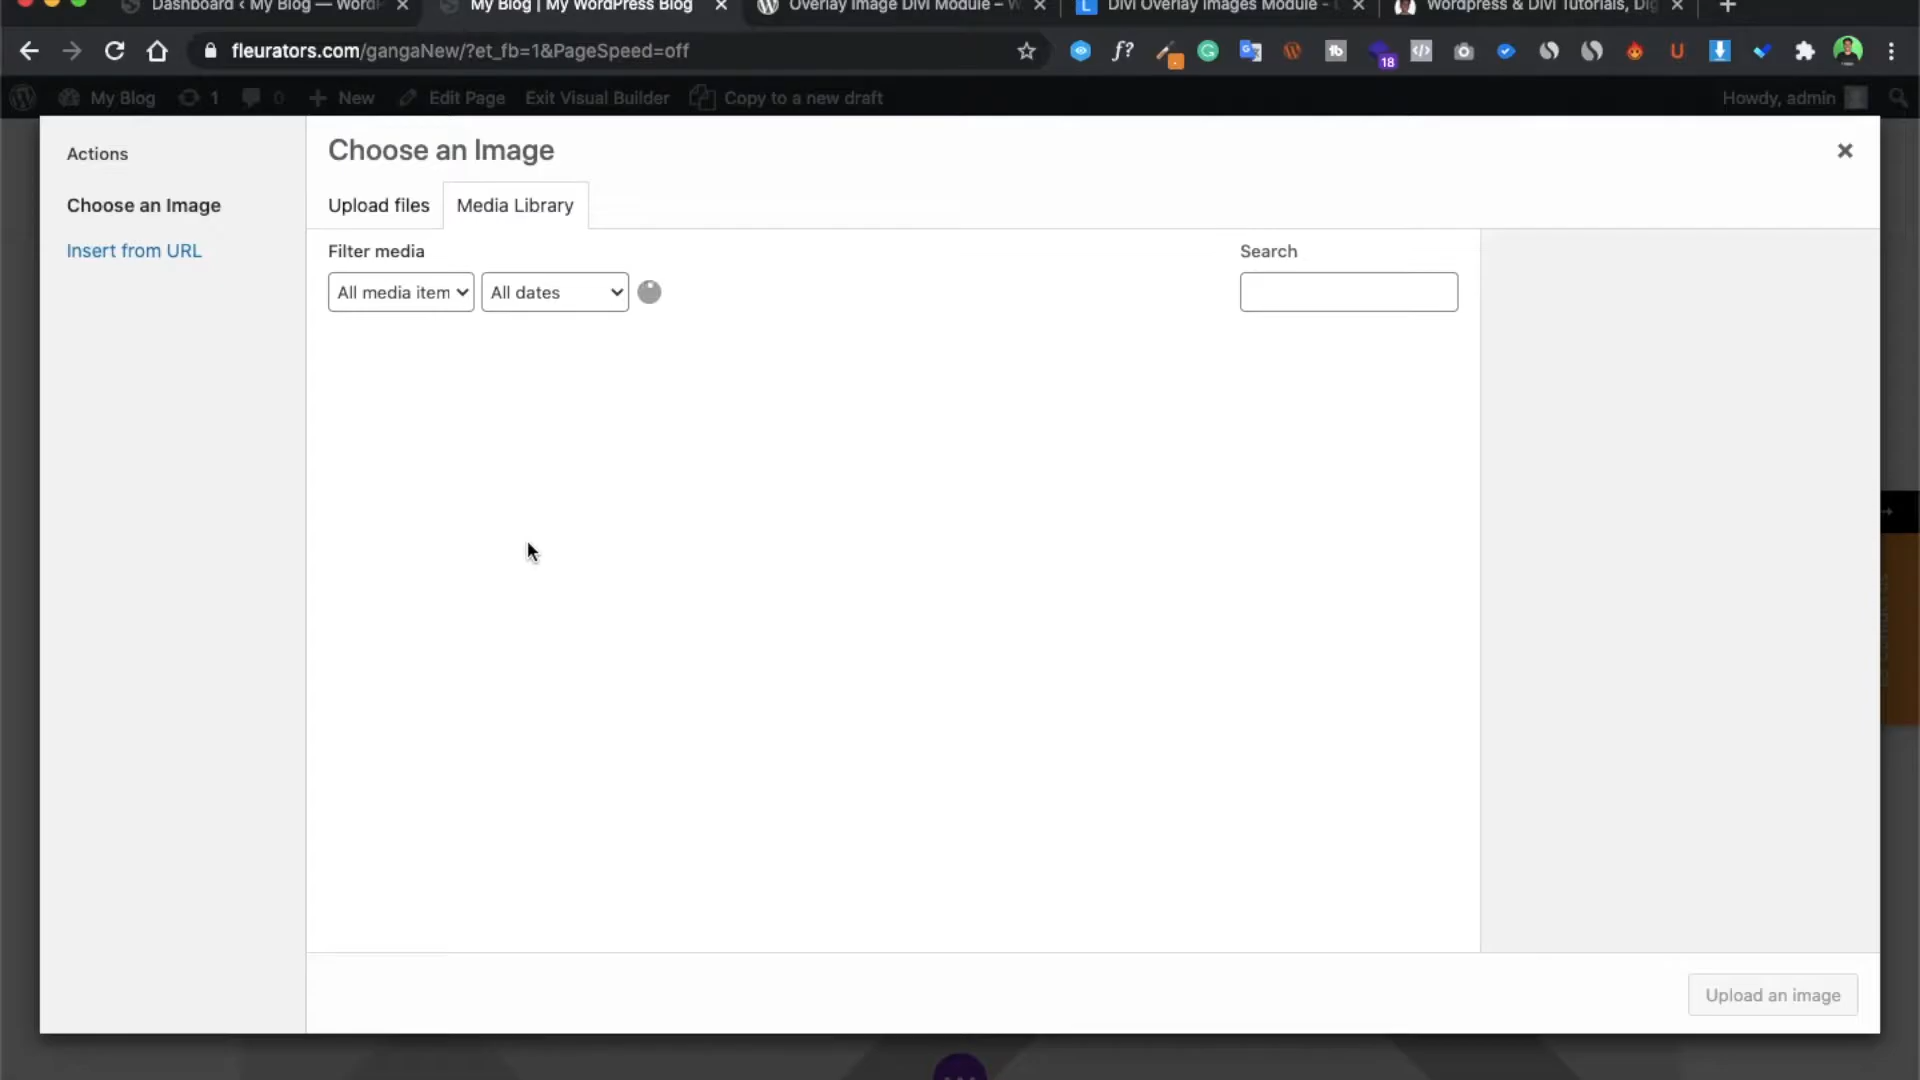 Dashboard ‹ My Blog — WordP
My Blog | My WordPress Blog
Overlay Image Divi Module – W
Divi Overlay Images Module -
Wordpress & Divi Tutorials, Dig
fleurators.com/gangaNew/?et_fb=1&PageSpeed=off
18
My Blog
1
0
New
Edit Page
Exit Visual Builder
Copy to a new draft
Howdy, admin
Actions
Choose an Image
Insert from URL
Choose an Image
Upload files
Media Library
Filter media
Search
All media item
All dates
Upload an image